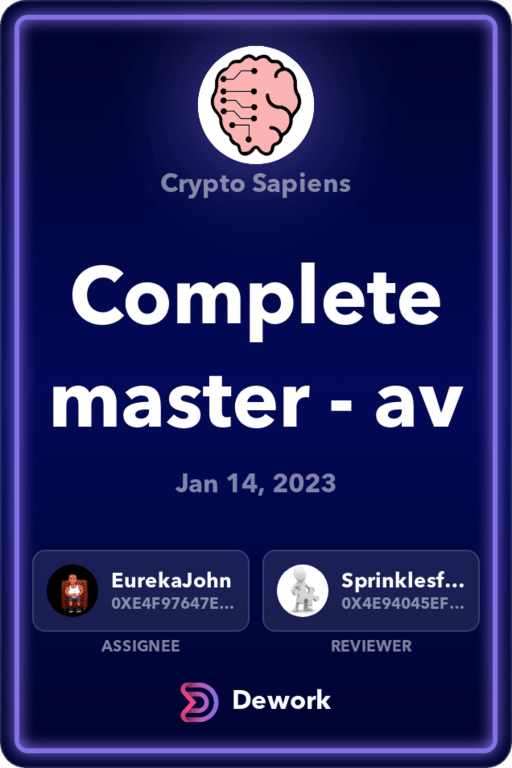 Crypto Sapiens
Complete
master - av
Jan 14, 2023
EurekaJohn
0XE4F97647E...
ASSIGNEE
Sprinklesf...
0X4E94045EF...
REVIEWER
Dework